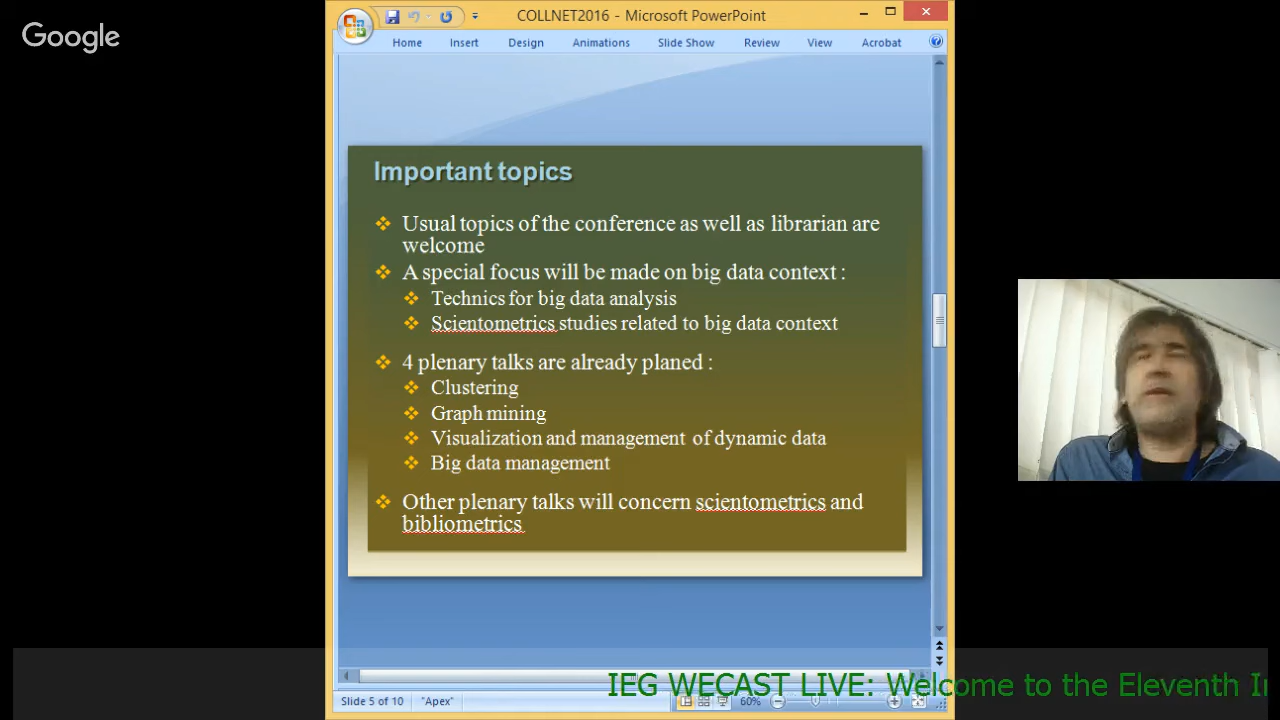 Google
COLLNET2016 - Microsoft PowerPoint
Home Insert Design Animations Slide Show Review View Acrobat
Important topics
Usual topics of the conference as well as librarian are
welcome
A special focus will be made on big data context :
Technics for big data analysis
Scientometrics studies related to big data context
4 plenary talks are already planed :
Clustering
Graph mining
Visualization and management of dynamic data
Big data management
Other plenary talks will concern scientometrics and
bibliometrics
IEG WECAST LIVE: Welcome to the Eleventh
Slide 5 of 10 "Apex" 60%